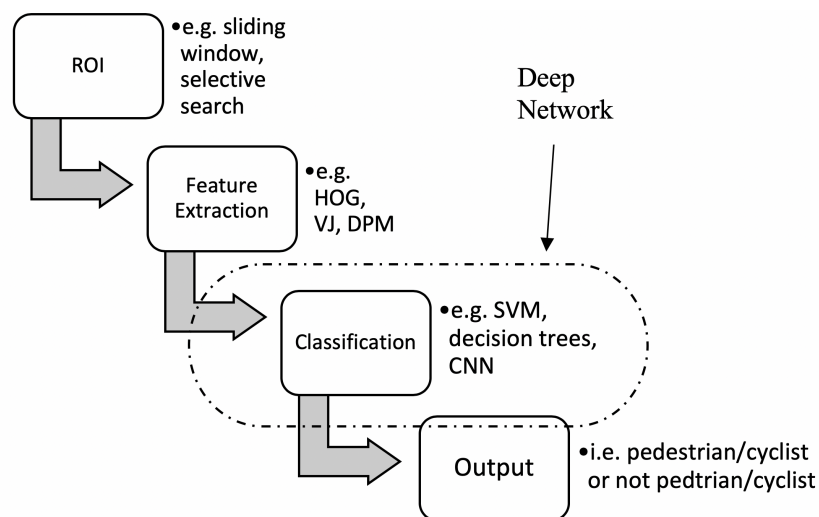 ROI
•e.g. sliding
window,
selective
search
Deep
Network
Feature
Extraction
•e.g.
HOG,
VJ, DPM
Classification
•e.g. SVM,
decision trees,
CNN
Output
•i.e. pedestrian/cyclist
or not pedtrian/cyclist